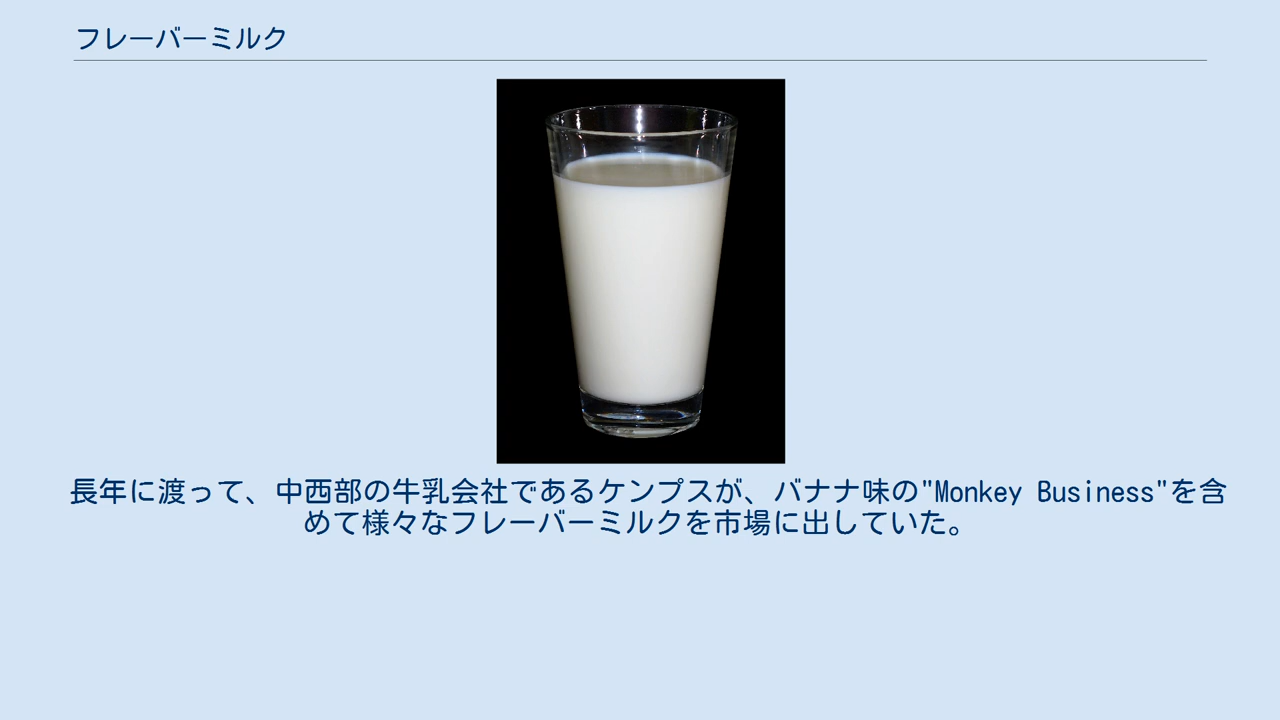 フレーバーミルク
長年に渡って、中西部の牛乳会社であるケンプスが、バナナ味の"Monkey Business"を含
めて様々なフレーバーミルクを市場に出していた。